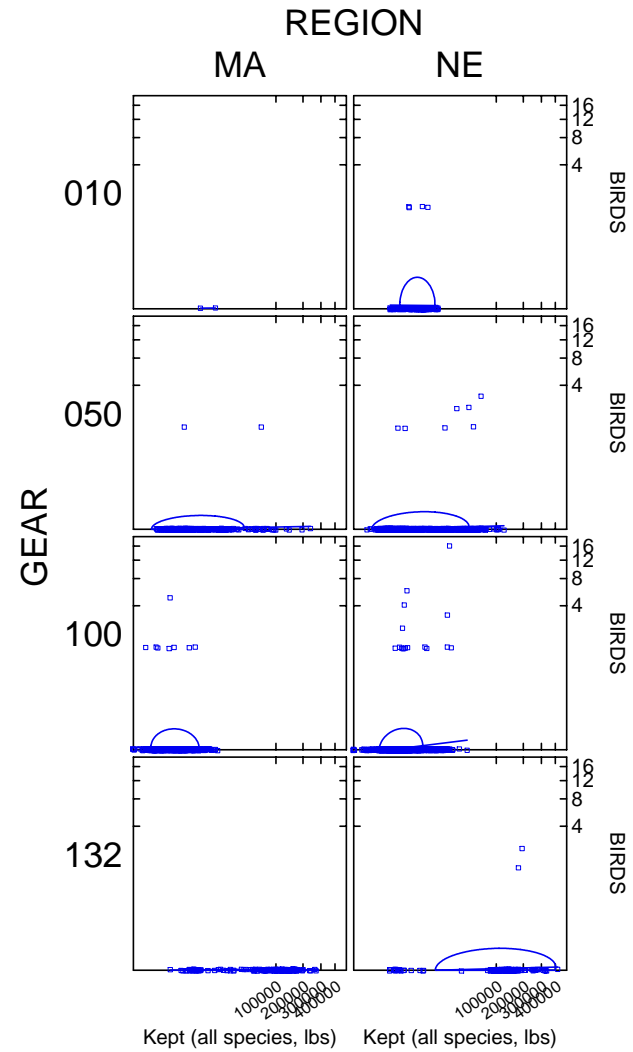 REGION
MA NE
010
16
12
8
4
BIRDS
050
16
12
8
4
BIRDS
GEAR
100
16
12
8
4
BIRDS
132
16
12
8
4
BIRDS
100000 200000 300000 400000 100000 200000 300000 400000
Kept (all species, lbs) Kept (all species, lbs)